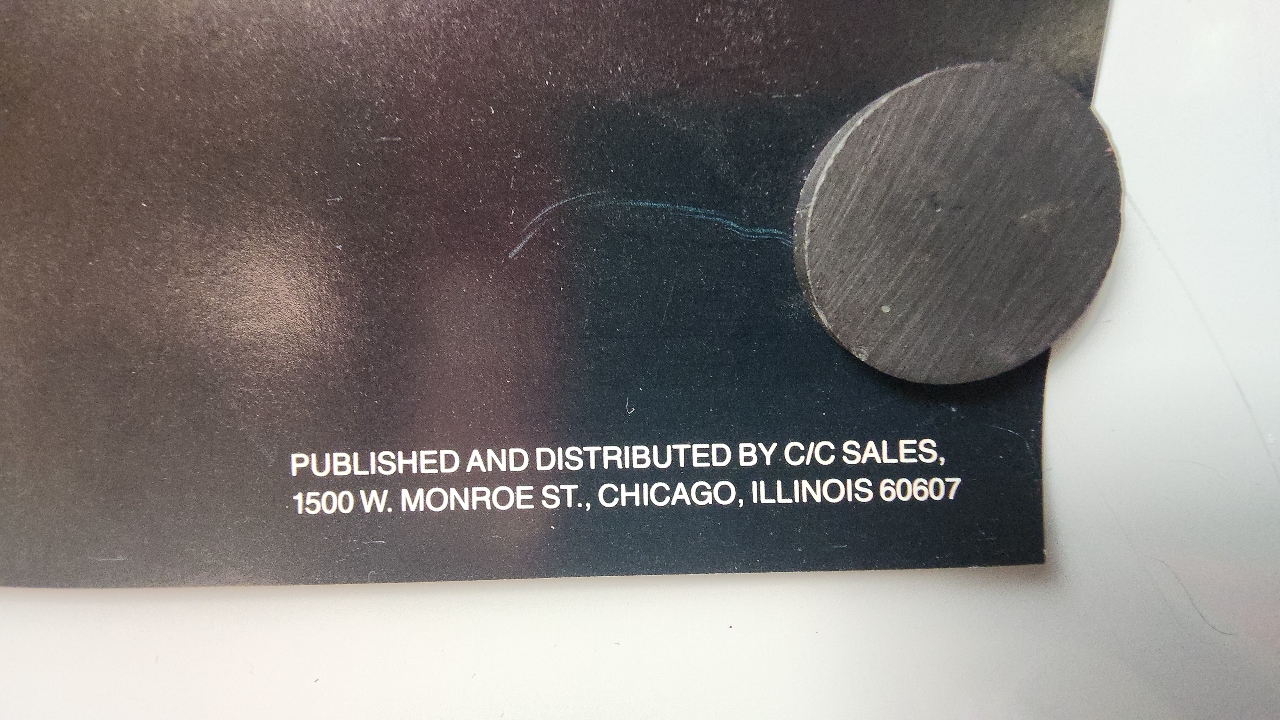 PUBLISHED AND DISTRIBUTED BY C/C SALES,
1500 W. MONROE ST., CHICAGO, ILLINOIS 60607